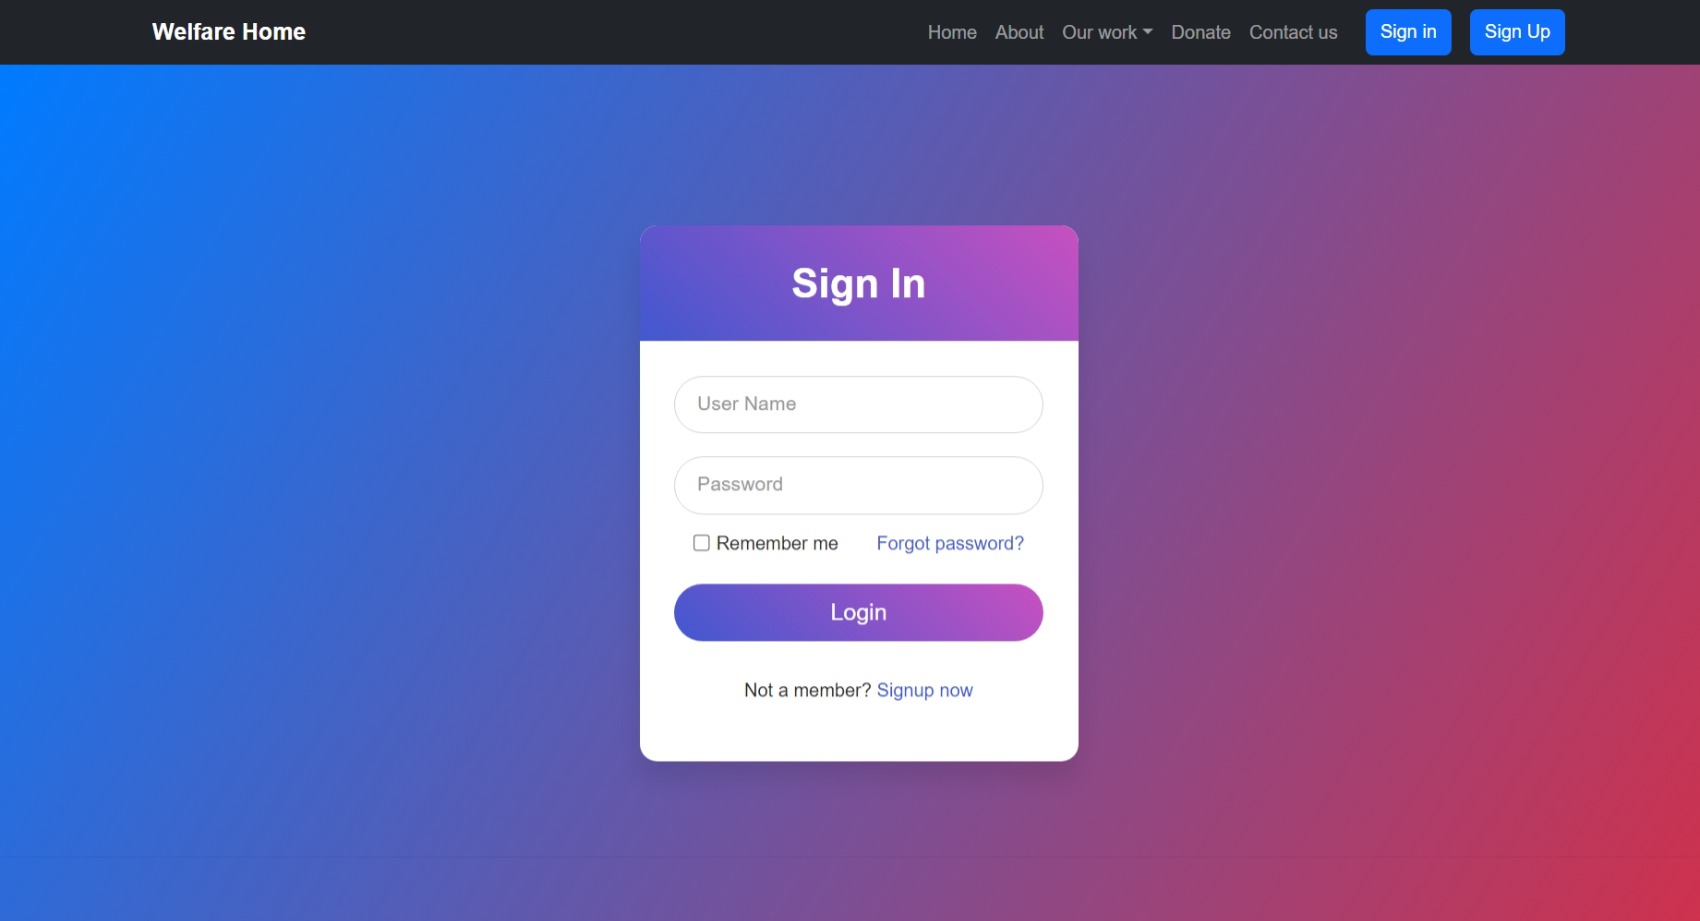 Welfare Home Home About Our work Donate Contact us Sign in Sign Up
Sign In
User Name
Password
Remember me Forgot password?
Login
Not a member? Signup now